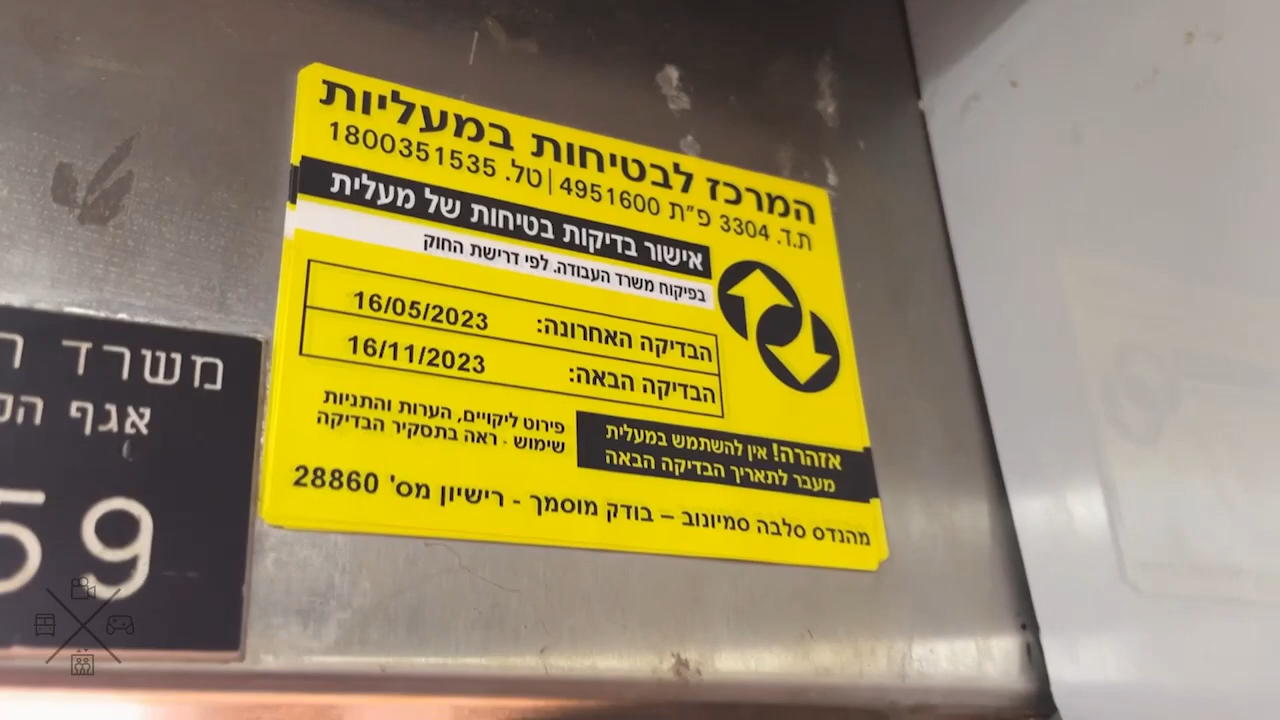 המרכז לבטיחות במעליות
ת.ד. 3304 פ"ת 4951600 | טל. 1800351535
אישור בדיקות בטיחות של מעלית
בפיקוח משרד העבודה. לפי דרישת החוק
הבדיקה האחרונה: 16/05/2023
הבדיקה הבאה: 16/11/2023
אזהרה! אין להשתמש במעלית
מעבר לתאריך הבדיקה הבאה
פירוט ליקויים, הערות והתניות
שימוש - ראה בתסקיר הבדיקה
מהנדס סלבה סמיונוב – בודק מוסמך - רישיון מס' 28860
משרד
אגף
59